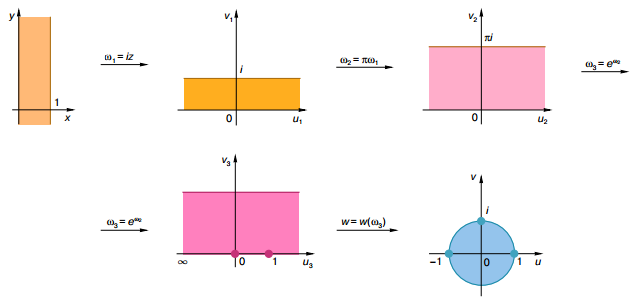 y
1
x
ω₁ = iz
v₁
i
0
u₁
ω₂ = πω₁
v₂
πi
0
u₂
ω₃ = e^ω₂
ω₃ = e^ω₂
v₃
∞
0
1
u₃
w = w(ω₃)
v
i
−1
0
1
u